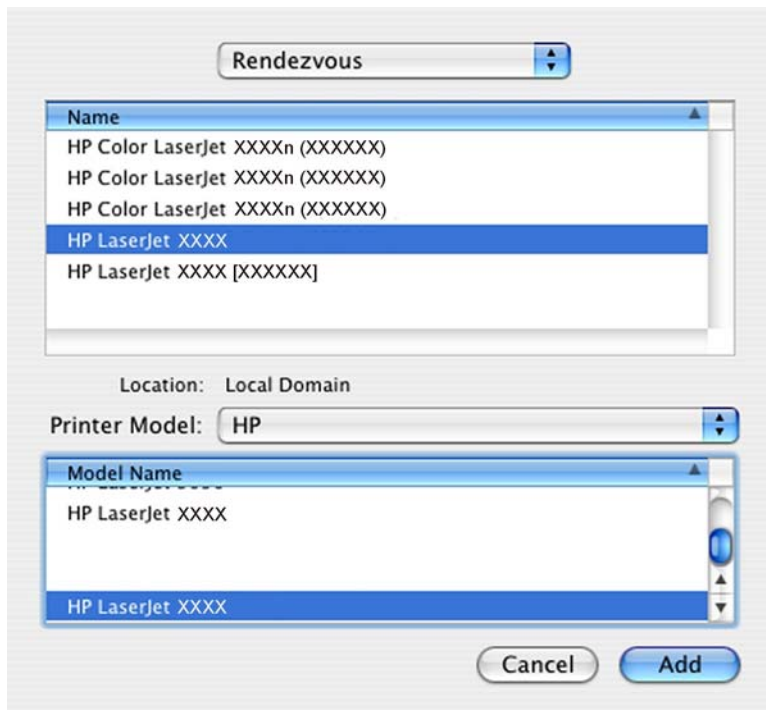 Rendezvous
Name
HP Color LaserJet XXXXn (XXXXXX)
HP Color LaserJet XXXXn (XXXXXX)
HP Color LaserJet XXXXn (XXXXXX)
HP LaserJet XXXX
HP LaserJet XXXX [XXXXXX]
Location: Local Domain
Printer Model: HP
Model Name
HP LaserJet XXXX
HP LaserJet XXXX
Cancel Add